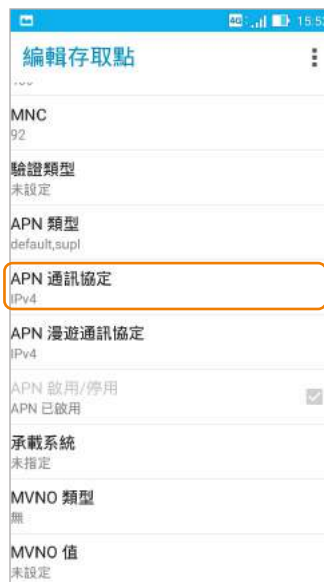 4G 15:53
編輯存取點
MNC
92
驗證類型
未設定
APN 類型
default,supl
APN 通訊協定
IPv4
APN 漫遊通訊協定
IPv4
APN 啟用/停用
APN 已啟用
承載系統
未指定
MVNO 類型
無
MVNO 值
未設定